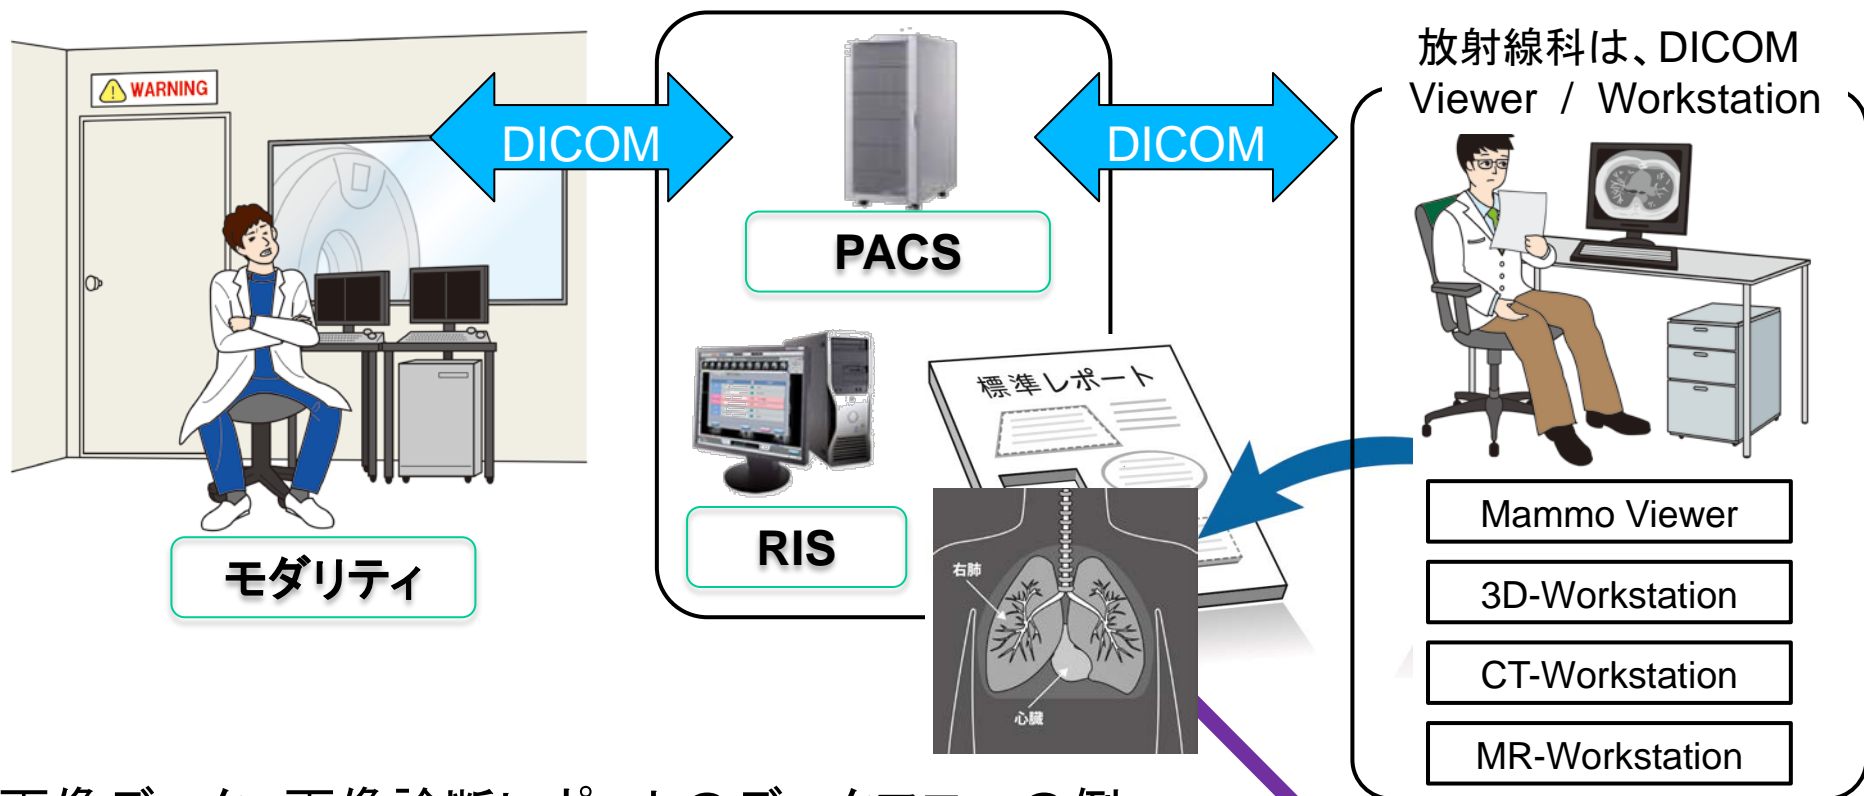 WARNING
DICOM
DICOM
放射線科は、DICOM
Viewer / Workstation
PACS
標準レポート
RIS
モダリティ
右肺
心臓
Mammo Viewer
3D-Workstation
CT-Workstation
MR-Workstation